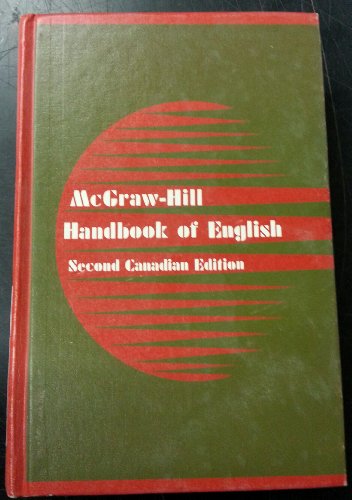 McGraw-Hill
Handbook of English
Second Canadian Edition